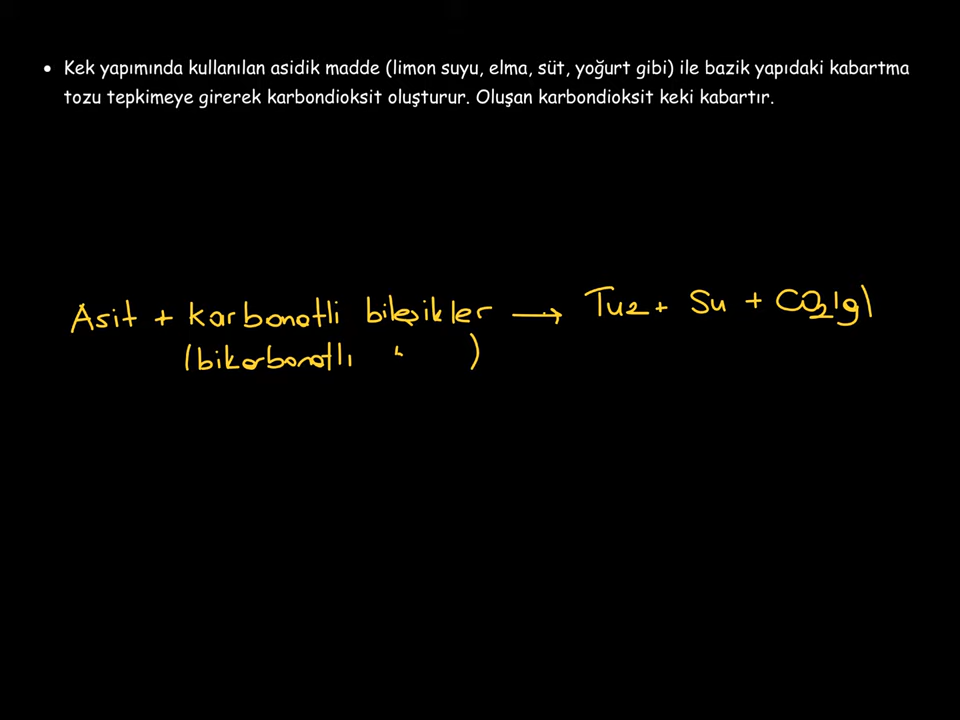 • Kek yapımında kullanılan asidik madde (limon suyu, elma, süt, yoğurt gibi) ile bazik yapıdaki kabartma
tozu tepkimeye girerek karbondioksit oluşturur. Oluşan karbondioksit keki kabartır.
Asit + karbonatli bileşikler → Tuz + Su + CO₂(g)
(bikarbonatlı " )